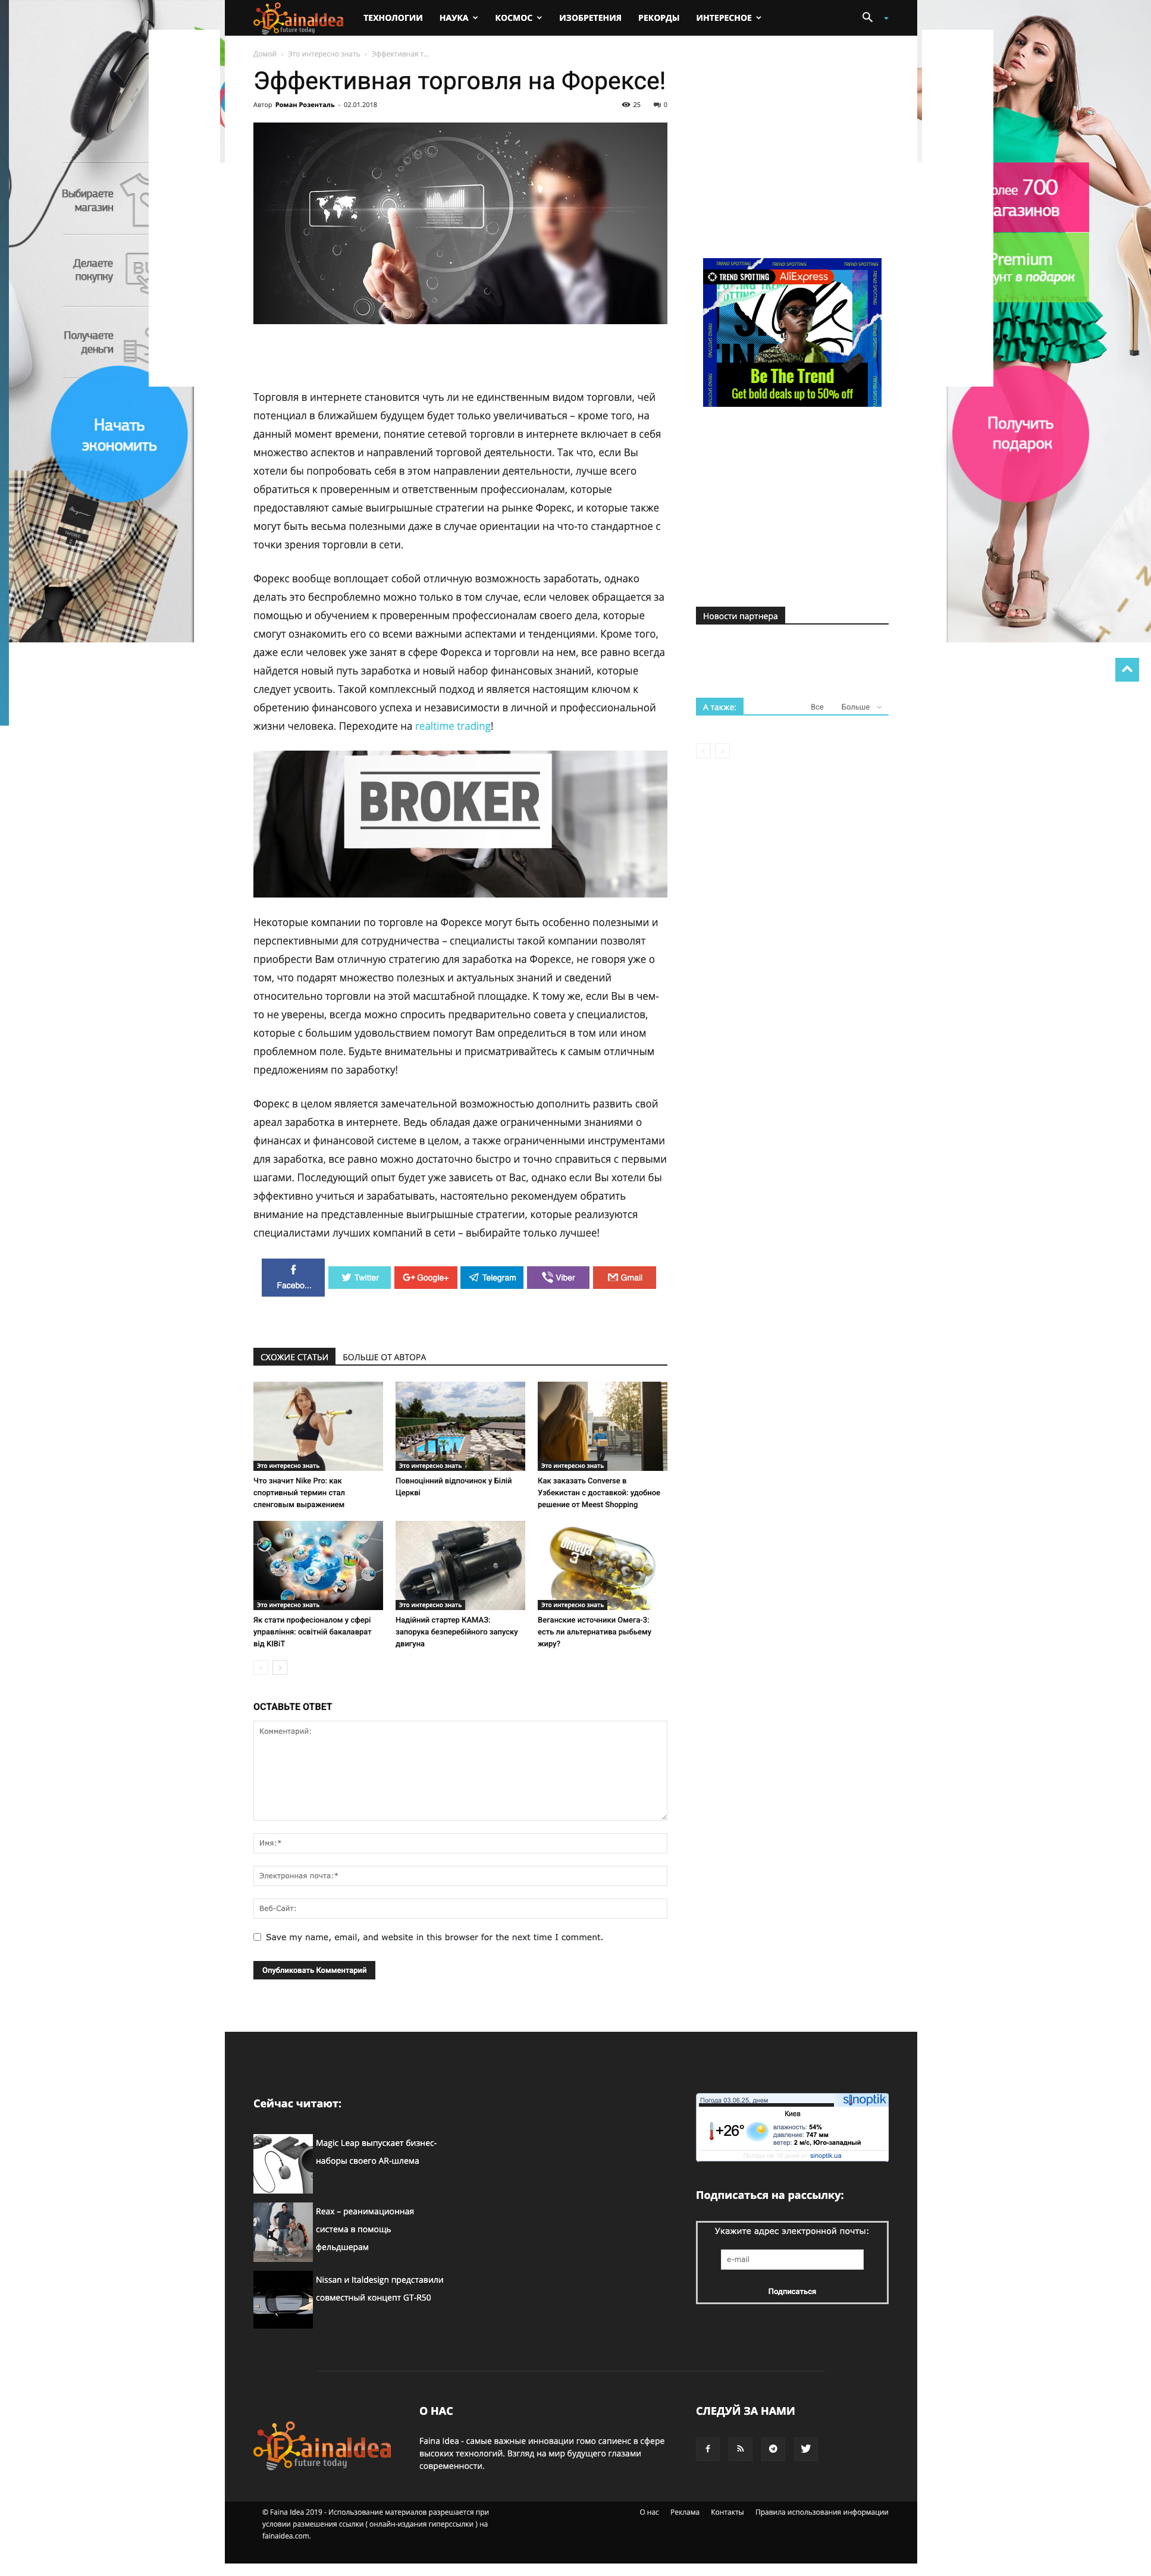 FainaIdea
future today
ТЕХНОЛОГИИ
НАУКА
КОСМОС
ИЗОБРЕТЕНИЯ
РЕКОРДЫ
ИНТЕРЕСНОЕ
Домой › Это интересно знать › Эффективная т...
Эффективная торговля на Форексе!
Автор Роман Розенталь - 02.01.2018
25
0
Выбираете
магазин
Делаете
покупку
Получаете
деньги
Начать
экономить
700
Premium
в подарок
Получить
подарок
TREND SPOTTING
AliExpress
Be The Trend
Get bold deals up to 50% off
Торговля в интернете становится чуть ли не единственным видом торговли, чей
потенциал в ближайшем будущем будет только увеличиваться – кроме того, на
данный момент времени, понятие сетевой торговли в интернете включает в себя
множество аспектов и направлений торговой деятельности. Так что, если Вы
хотели бы попробовать себя в этом направлении деятельности, лучше всего
обратиться к проверенным и ответственным профессионалам, которые
предоставляют самые выигрышные стратегии на рынке Форекс, и которые также
могут быть весьма полезными даже в случае ориентации на что-то стандартное с
точки зрения торговли в сети.
Форекс вообще воплощает собой отличную возможность заработать, однако
делать это беспроблемно можно только в том случае, если человек обращается за
помощью и обучением к проверенным профессионалам своего дела, которые
смогут ознакомить его со всеми важными аспектами и тенденциями. Кроме того,
даже если человек уже занят в сфере Форекса и торговли на нем, все равно всегда
найдется новый путь заработка и новый набор финансовых знаний, которые
следует усвоить. Такой комплексный подход и является настоящим ключом к
обретению финансового успеха и независимости в личной и профессиональной
жизни человека. Переходите на realtime trading!
BROKER
Новости партнера
А также:
Все
Больше
Некоторые компании по торговле на Форексе могут быть особенно полезными и
перспективными для сотрудничества – специалисты такой компании позволят
приобрести Вам отличную стратегию для заработка на Форексе, не говоря уже о
том, что подарят множество полезных и актуальных знаний и сведений
относительно торговли на этой масштабной площадке. К тому же, если Вы в чем-
то не уверены, всегда можно спросить предварительно совета у специалистов,
которые с большим удовольствием помогут Вам определиться в том или ином
проблемном поле. Будьте внимательны и присматривайтесь к самым отличным
предложениям по заработку!
Форекс в целом является замечательной возможностью дополнить развить свой
ареал заработка в интернете. Ведь обладая даже ограниченными знаниями о
финансах и финансовой системе в целом, а также ограниченными инструментами
для заработка, все равно можно достаточно быстро и точно справиться с первыми
шагами. Последующий опыт будет уже зависеть от Вас, однако если Вы хотели бы
эффективно учиться и зарабатывать, настоятельно рекомендуем обратить
внимание на представленные выигрышные стратегии, которые реализуются
специалистами лучших компаний в сети – выбирайте только лучшее!
Facebo...
Twitter
Google+
Telegram
Viber
Gmail
СХОЖИЕ СТАТЬИ
БОЛЬШЕ ОТ АВТОРА
Это интересно знать
Что значит Nike Pro: как
спортивный термин стал
сленговым выражением
Это интересно знать
Повноцінний відпочинок у Білій
Церкві
Это интересно знать
Как заказать Converse в
Узбекистан с доставкой: удобное
решение от Meest Shopping
Это интересно знать
Як стати професіоналом у сфері
управління: освітній бакалаврат
від КІВіТ
Это интересно знать
Надійний стартер КАМАЗ:
запорука безперебійного запуску
двигуна
Omega
3
Это интересно знать
Веганские источники Омега-3:
есть ли альтернатива рыбьему
жиру?
ОСТАВЬТЕ ОТВЕТ
Комментарий:
Имя:*
Электронная почта:*
Веб-Сайт:
Save my name, email, and website in this browser for the next time I comment.
Опубликовать Комментарий
Сейчас читают:
Magic Leap выпускает бизнес-
наборы своего AR-шлема
Reax – реанимационная
система в помощь
фельдшерам
Nissan и Italdesign представили
совместный концепт GT-R50
Погода 03.06.25, днем
sinoptik
Киев
+26°
влажность: 54%
давление: 747 мм
ветер: 2 м/с, Юго-западный
sinoptik.ua
Подписаться на рассылку:
Укажите адрес электронной почты:
e-mail
Подписаться
FainaIdea
future today
О НАС
Faina Idea - самые важные инновации гомо сапиенс в сфере
высоких технологий. Взгляд на мир будущего глазами
современности.
СЛЕДУЙ ЗА НАМИ
© Faina Idea 2019 - Использование материалов разрешается при
условии размешения ссылки ( онлайн-издания гиперссылки ) на
fainaidea.com.
О нас
Реклама
Контакты
Правила использования информации